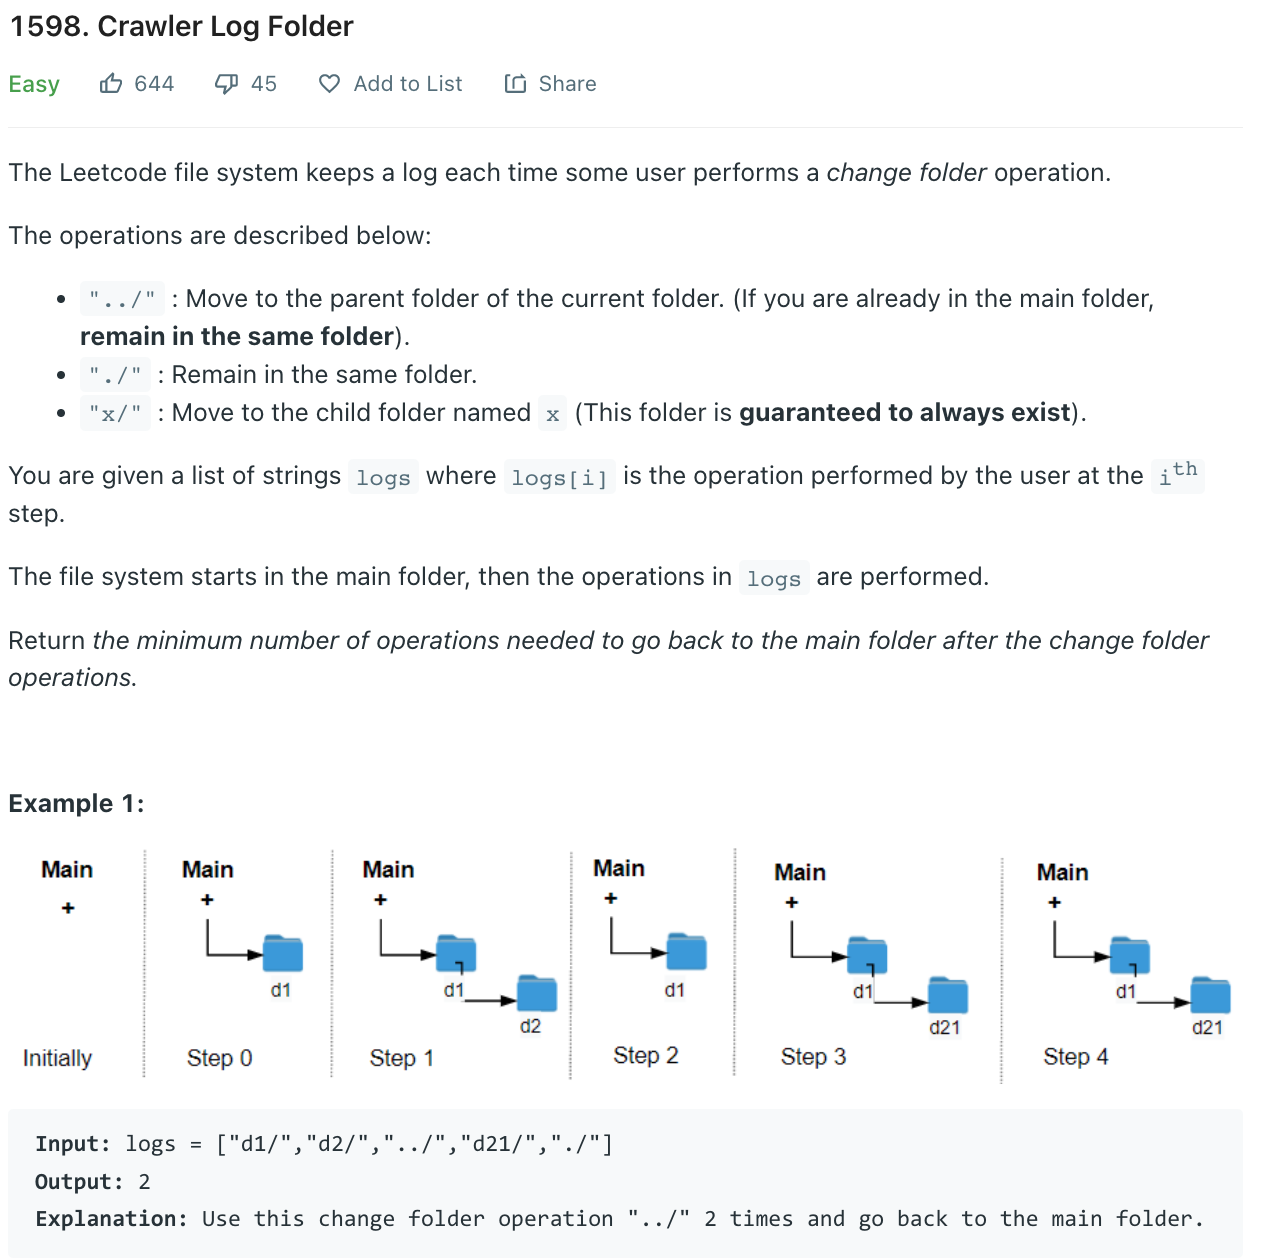 1598. Crawler Log Folder
Easy 644 45 Add to List Share
The Leetcode file system keeps a log each time some user performs a change folder operation.
The operations are described below:
• "../" : Move to the parent folder of the current folder. (If you are already in the main folder,
remain in the same folder).
• "./" : Remain in the same folder.
• "x/" : Move to the child folder named x (This folder is guaranteed to always exist).
You are given a list of strings logs where logs[i] is the operation performed by the user at the ith
step.
The file system starts in the main folder, then the operations in logs are performed.
Return the minimum number of operations needed to go back to the main folder after the change folder
operations.
Example 1:
Main Main Main Main Main Main
+ + + + + +
d1 d1 d1 d1 d1
d2 d21 d21
Initially Step 0 Step 1 Step 2 Step 3 Step 4
Input: logs = ["d1/","d2/","../","d21/","./"]
Output: 2
Explanation: Use this change folder operation "../" 2 times and go back to the main folder.